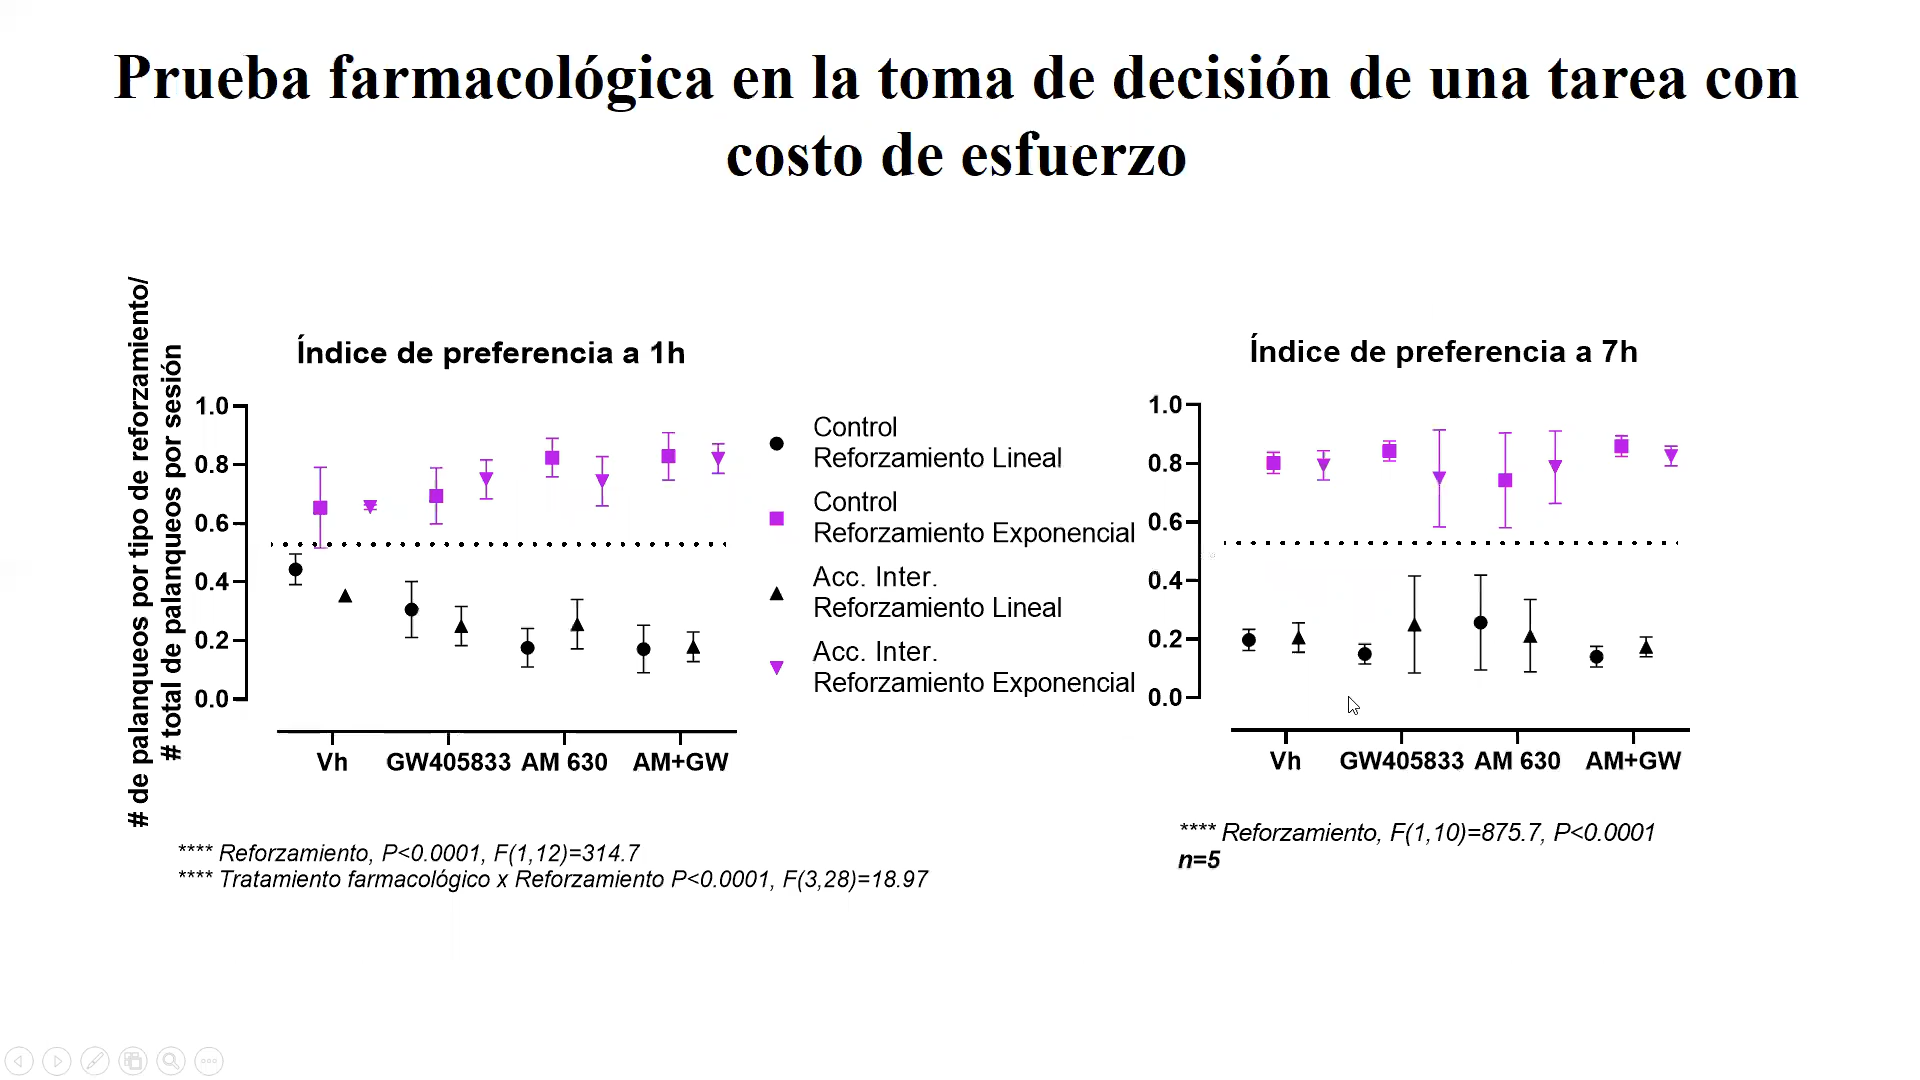 Prueba farmacológica en la toma de decisión de una tarea con
costo de esfuerzo
# de palanqueos por tipo de reforzamiento/
# total de palanqueos por sesión
Índice de preferencia a 1h
1.0
0.8
0.6
0.4
0.2
0.0
Vh GW405833 AM 630 AM+GW
Control
Reforzamiento Lineal
Control
Reforzamiento Exponencial
Acc. Inter.
Reforzamiento Lineal
Acc. Inter.
Reforzamiento Exponencial
Índice de preferencia a 7h
1.0
0.8
0.6
0.4
0.2
0.0
Vh GW405833 AM 630 AM+GW
**** Reforzamiento, P<0.0001, F(1,12)=314.7
**** Tratamiento farmacológico x Reforzamiento P<0.0001, F(3,28)=18.97
**** Reforzamiento, F(1,10)=875.7, P<0.0001
n=5